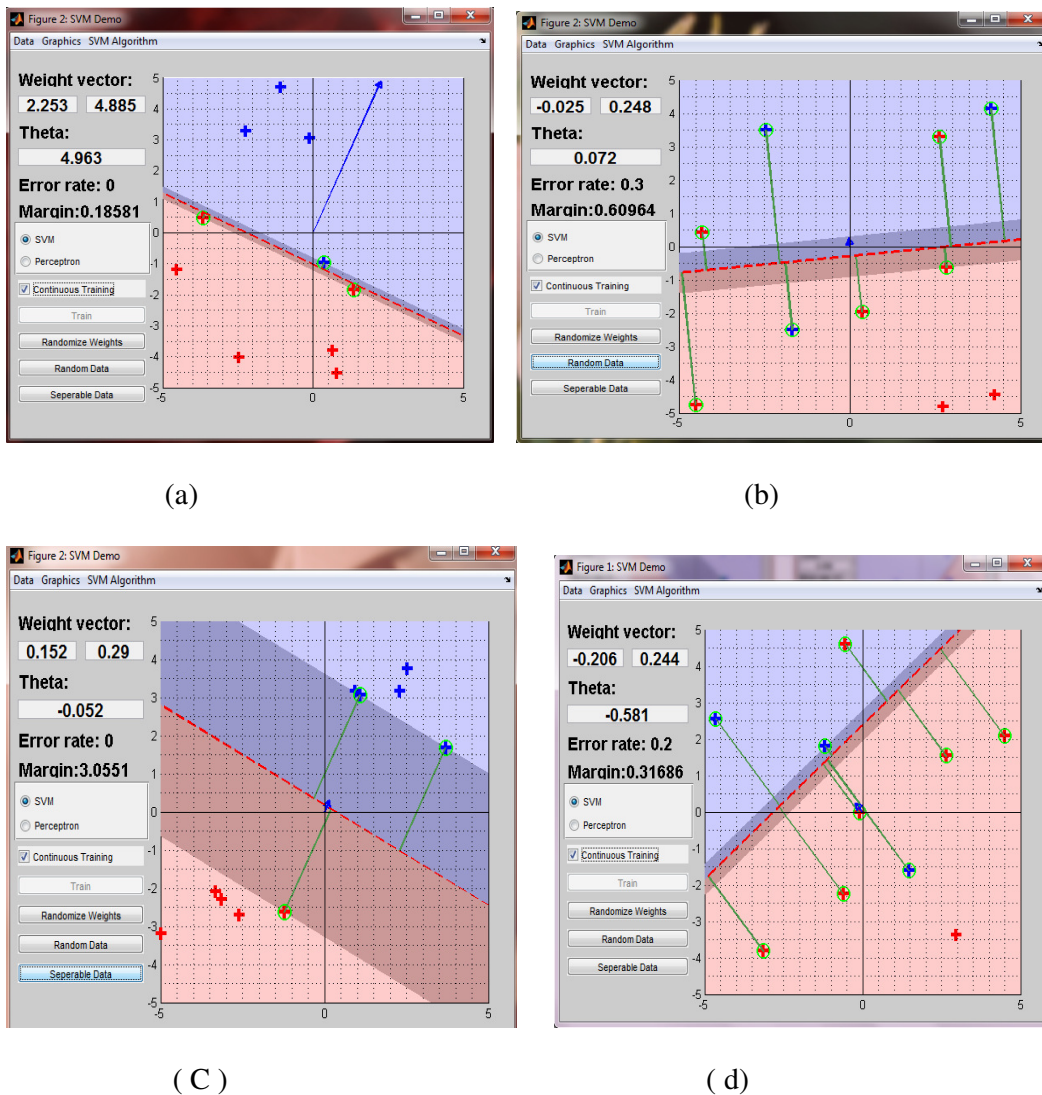 Figure 2: SVM Demo
Data Graphics SVM Algorithm
Weight vector:
2.253 4.885
Theta:
4.963
Error rate: 0
Margin:0.18581
SVM
Perceptron
Continuous Training
Train
Randomize Weights
Random Data
Seperable Data
5
4
3
2
1
0
-1
-2
-3
-4
-5
-5 0 5
(a)
Figure 2: SVM Demo
Data Graphics SVM Algorithm
Weight vector:
-0.025 0.248
Theta:
0.072
Error rate: 0.3
Margin:0.60964
SVM
Perceptron
Continuous Training
Train
Randomize Weights
Random Data
Seperable Data
5
4
3
2
1
0
-1
-2
-3
-4
-5
-5 0 5
(b)
Figure 2: SVM Demo
Data Graphics SVM Algorithm
Weight vector:
0.152 0.29
Theta:
-0.052
Error rate: 0
Margin:3.0551
SVM
Perceptron
Continuous Training
Train
Randomize Weights
Random Data
Seperable Data
5
4
3
2
1
0
-1
-2
-3
-4
-5
-5 0 5
( C )
Figure 1: SVM Demo
Data Graphics SVM Algorithm
Weight vector:
-0.206 0.244
Theta:
-0.581
Error rate: 0.2
Margin:0.31686
SVM
Perceptron
Continuous Training
Train
Randomize Weights
Random Data
Seperable Data
5
4
3
2
1
0
-1
-2
-3
-4
-5
-5 0 5
( d)